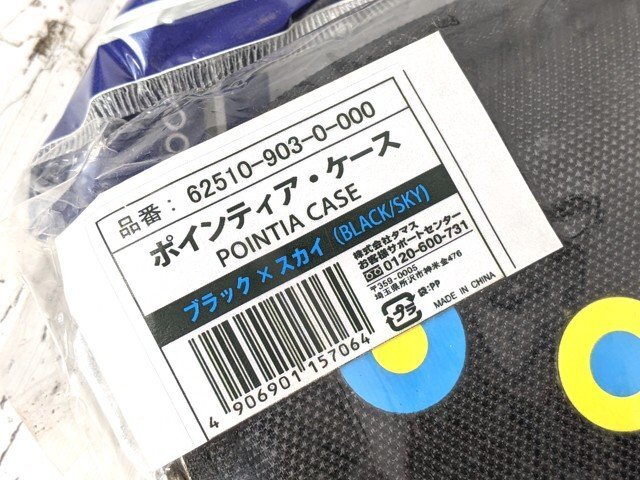 品番：62510-903-0-000
ポインティア・ケース
POINTIA CASE
ブラック×スカイ (BLACK/SKY)
株式会社タマス
お客様サポートセンター
0120-600-731
〒359-0005
埼玉県所沢市神米金476
プラ
袋:PP
MADE IN CHINA
4 906901 157064